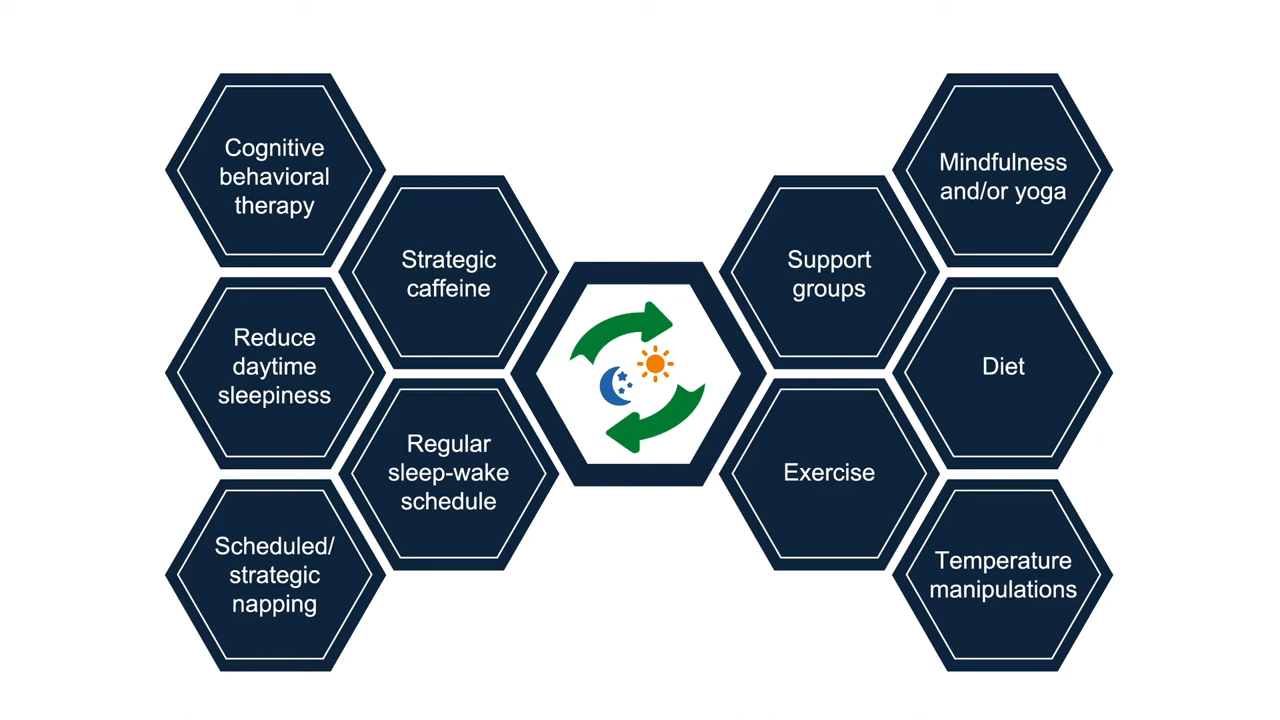 Cognitive
behavioral
therapy
Strategic
caffeine
Reduce
daytime
sleepiness
Regular
sleep-wake
schedule
Scheduled/
strategic
napping
Mindfulness
and/or yoga
Support
groups
Diet
Exercise
Temperature
manipulations